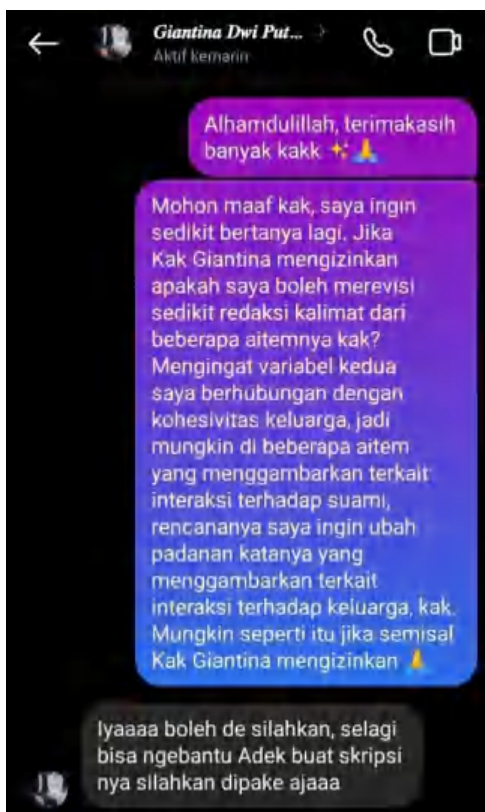 Giantina Dwi Put...
Aktif kemarin
Alhamdulillah, terimakasih
banyak kakk ✨🙏
Mohon maaf kak, saya ingin
sedikit bertanya lagi. Jika
Kak Giantina mengizinkan
apakah saya boleh merevisi
sedikit redaksi kalimat dari
beberapa aitemnya kak?
Mengingat variabel kedua
saya berhubungan dengan
kohesivitas keluarga, jadi
mungkin di beberapa aitem
yang menggambarkan terkait
interaksi terhadap suami,
rencananya saya ingin ubah
padanan katanya yang
menggambarkan terkait
interaksi terhadap keluarga, kak.
Mungkin seperti itu jika semisal
Kak Giantina mengizinkan 🙏
Iyaaaa boleh de silahkan, selagi
bisa ngebantu Adek buat skripsi
nya silahkan dipake ajaaa